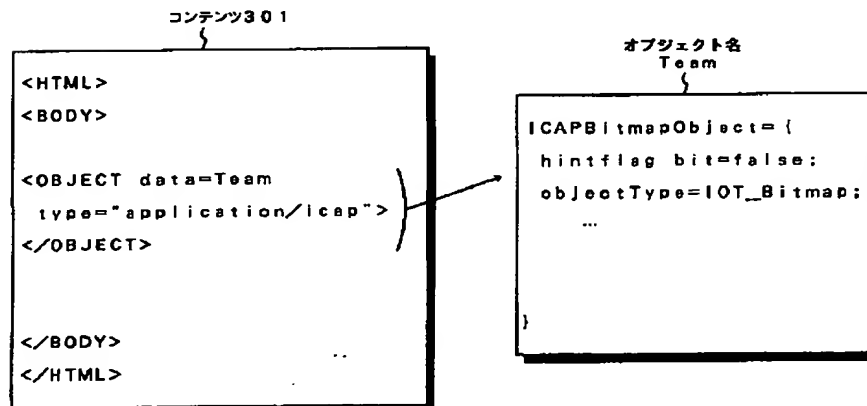 コンテンツ301
<HTML>
<BODY>
<OBJECT data=Team
type="application/icap">
</OBJECT>
</BODY>
</HTML>
オブジェクト名
Team
ICAPBitmapObject={
hintflag bit=false;
objectType=IOT_Bitmap;
…
}